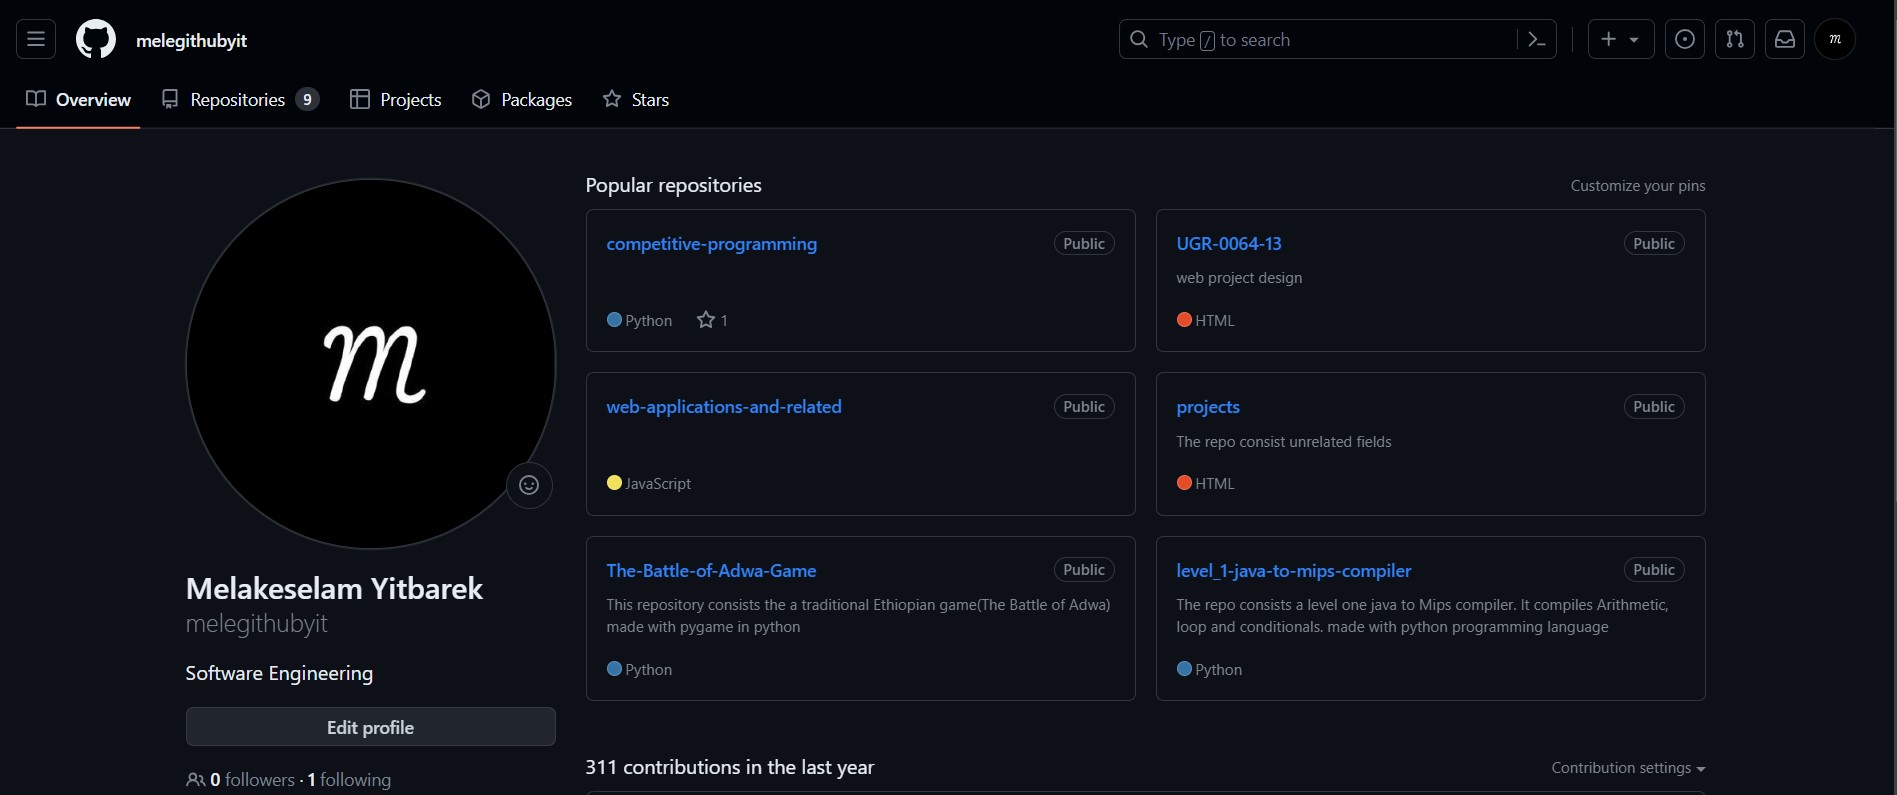 melegithubyit
Type / to search
Overview
Repositories 9
Projects
Packages
Stars
m
m
Melakeselam Yitbarek
melegithubyit
Software Engineering
Edit profile
0 followers · 1 following
Popular repositories
Customize your pins
competitive-programming
Public
Python
1
UGR-0064-13
Public
web project design
HTML
web-applications-and-related
Public
JavaScript
projects
Public
The repo consist unrelated fields
HTML
The-Battle-of-Adwa-Game
Public
This repository consists the a traditional Ethiopian game(The Battle of Adwa)
made with pygame in python
Python
level_1-java-to-mips-compiler
Public
The repo consists a level one java to Mips compiler. It compiles Arithmetic,
loop and conditionals. made with python programming language
Python
311 contributions in the last year
Contribution settings